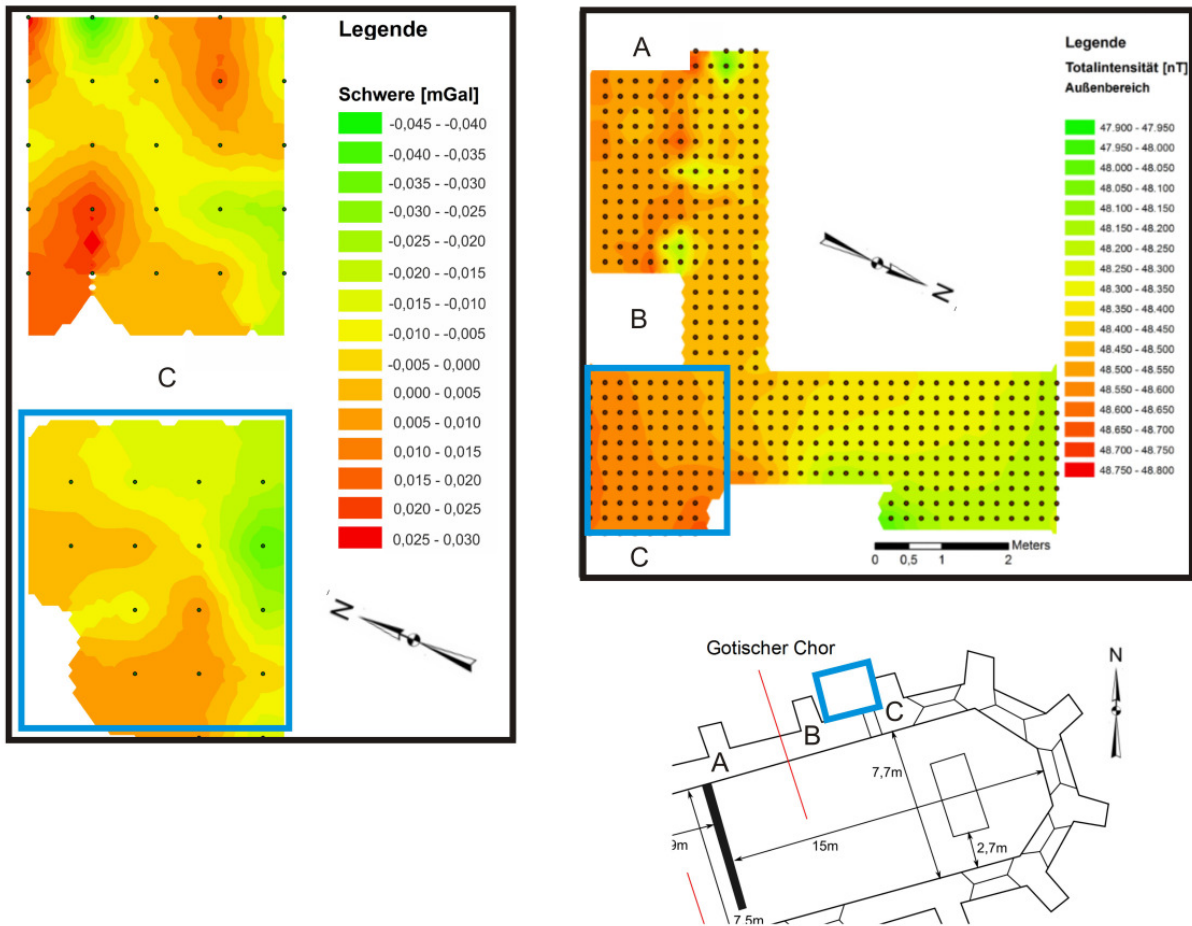 Legende
Schwere [mGal]
-0,045 - -0,040
-0,040 - -0,035
-0,035 - -0,030
-0,030 - -0,025
-0,025 - -0,020
-0,020 - -0,015
-0,015 - -0,010
-0,010 - -0,005
-0,005 - 0,000
0,000 - 0,005
0,005 - 0,010
0,010 - 0,015
0,015 - 0,020
0,020 - 0,025
0,025 - 0,030
C
N
A
B
C
N
Legende
Totalintensität [nT]
Außenbereich
47.900 - 47.950
47.950 - 48.000
48.000 - 48.050
48.050 - 48.100
48.100 - 48.150
48.150 - 48.200
48.200 - 48.250
48.250 - 48.300
48.300 - 48.350
48.350 - 48.400
48.400 - 48.450
48.450 - 48.500
48.500 - 48.550
48.550 - 48.600
48.600 - 48.650
48.650 - 48.700
48.700 - 48.750
48.750 - 48.800
Meters
0 0,5 1 2
Gotischer Chor
N
A
B
C
7,7m
9m
15m
2,7m
7,5m